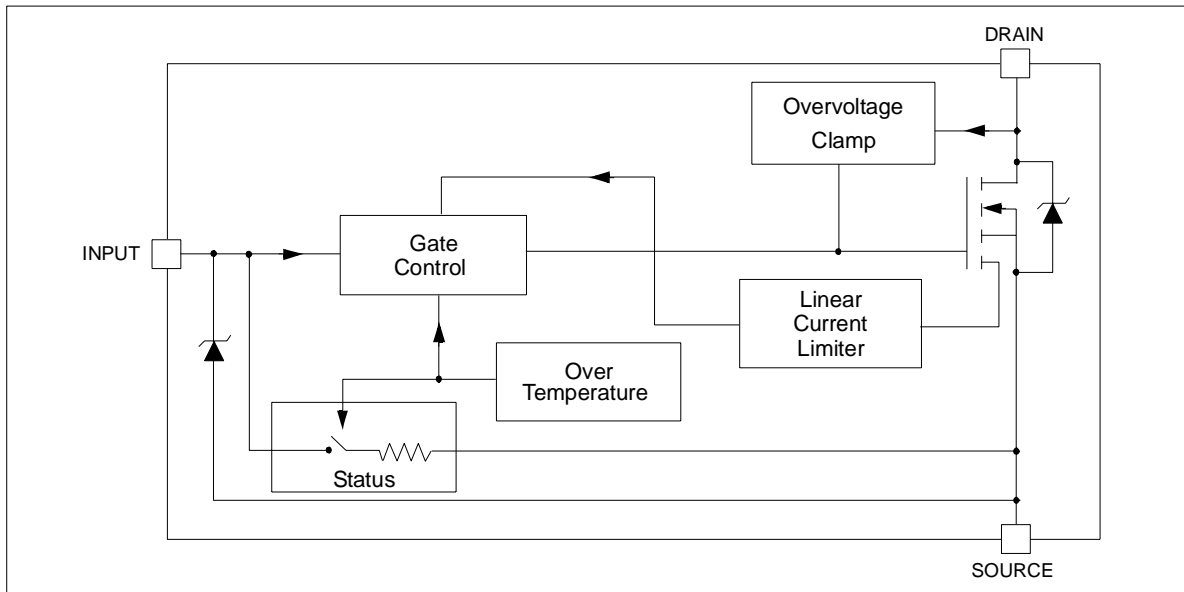 DRAIN
Overvoltage
Clamp
INPUT
Gate
Control
Linear
Current
Limiter
Over
Temperature
Status
SOURCE